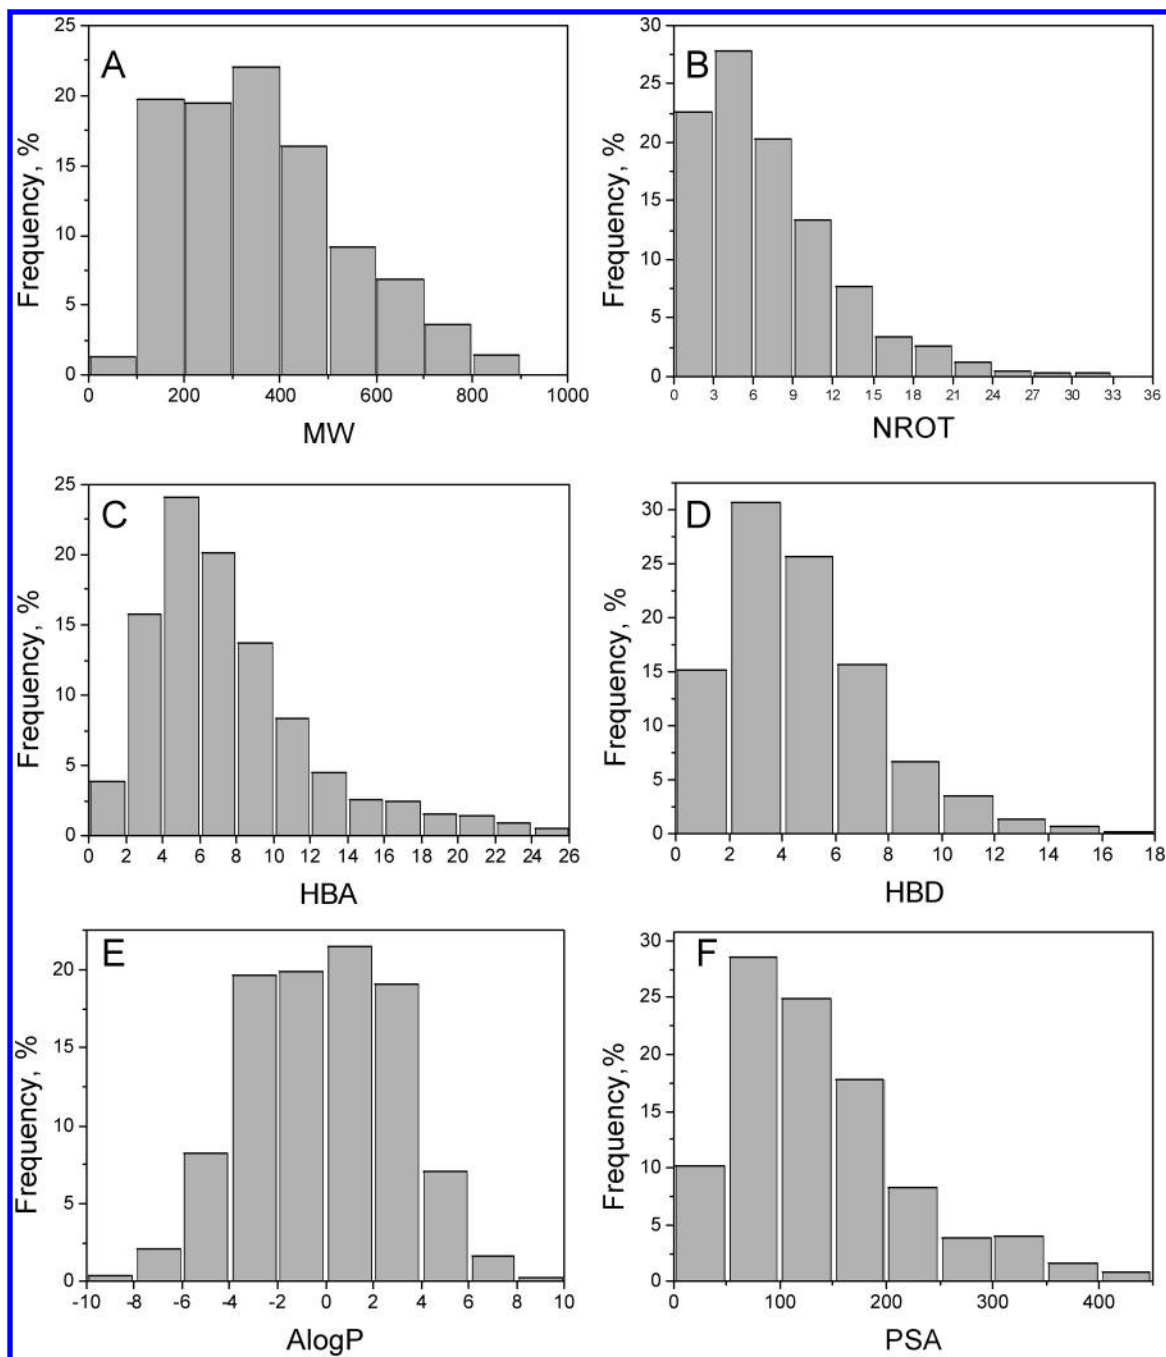 A
Frequency, %
25
20
15
10
5
0
0 200 400 600 800 1000
MW
B
Frequency, %
30
25
20
15
10
5
0
0 3 6 9 12 15 18 21 24 27 30 33 36
NROT
C
Frequency, %
25
20
15
10
5
0
0 2 4 6 8 10 12 14 16 18 20 22 24 26
HBA
D
Frequency, %
30
25
20
15
10
5
0
0 2 4 6 8 10 12 14 16 18
HBD
E
Frequency, %
20
15
10
5
0
-10 -8 -6 -4 -2 0 2 4 6 8 10
AlogP
F
Frequency,%
30
25
20
15
10
5
0
0 100 200 300 400
PSA